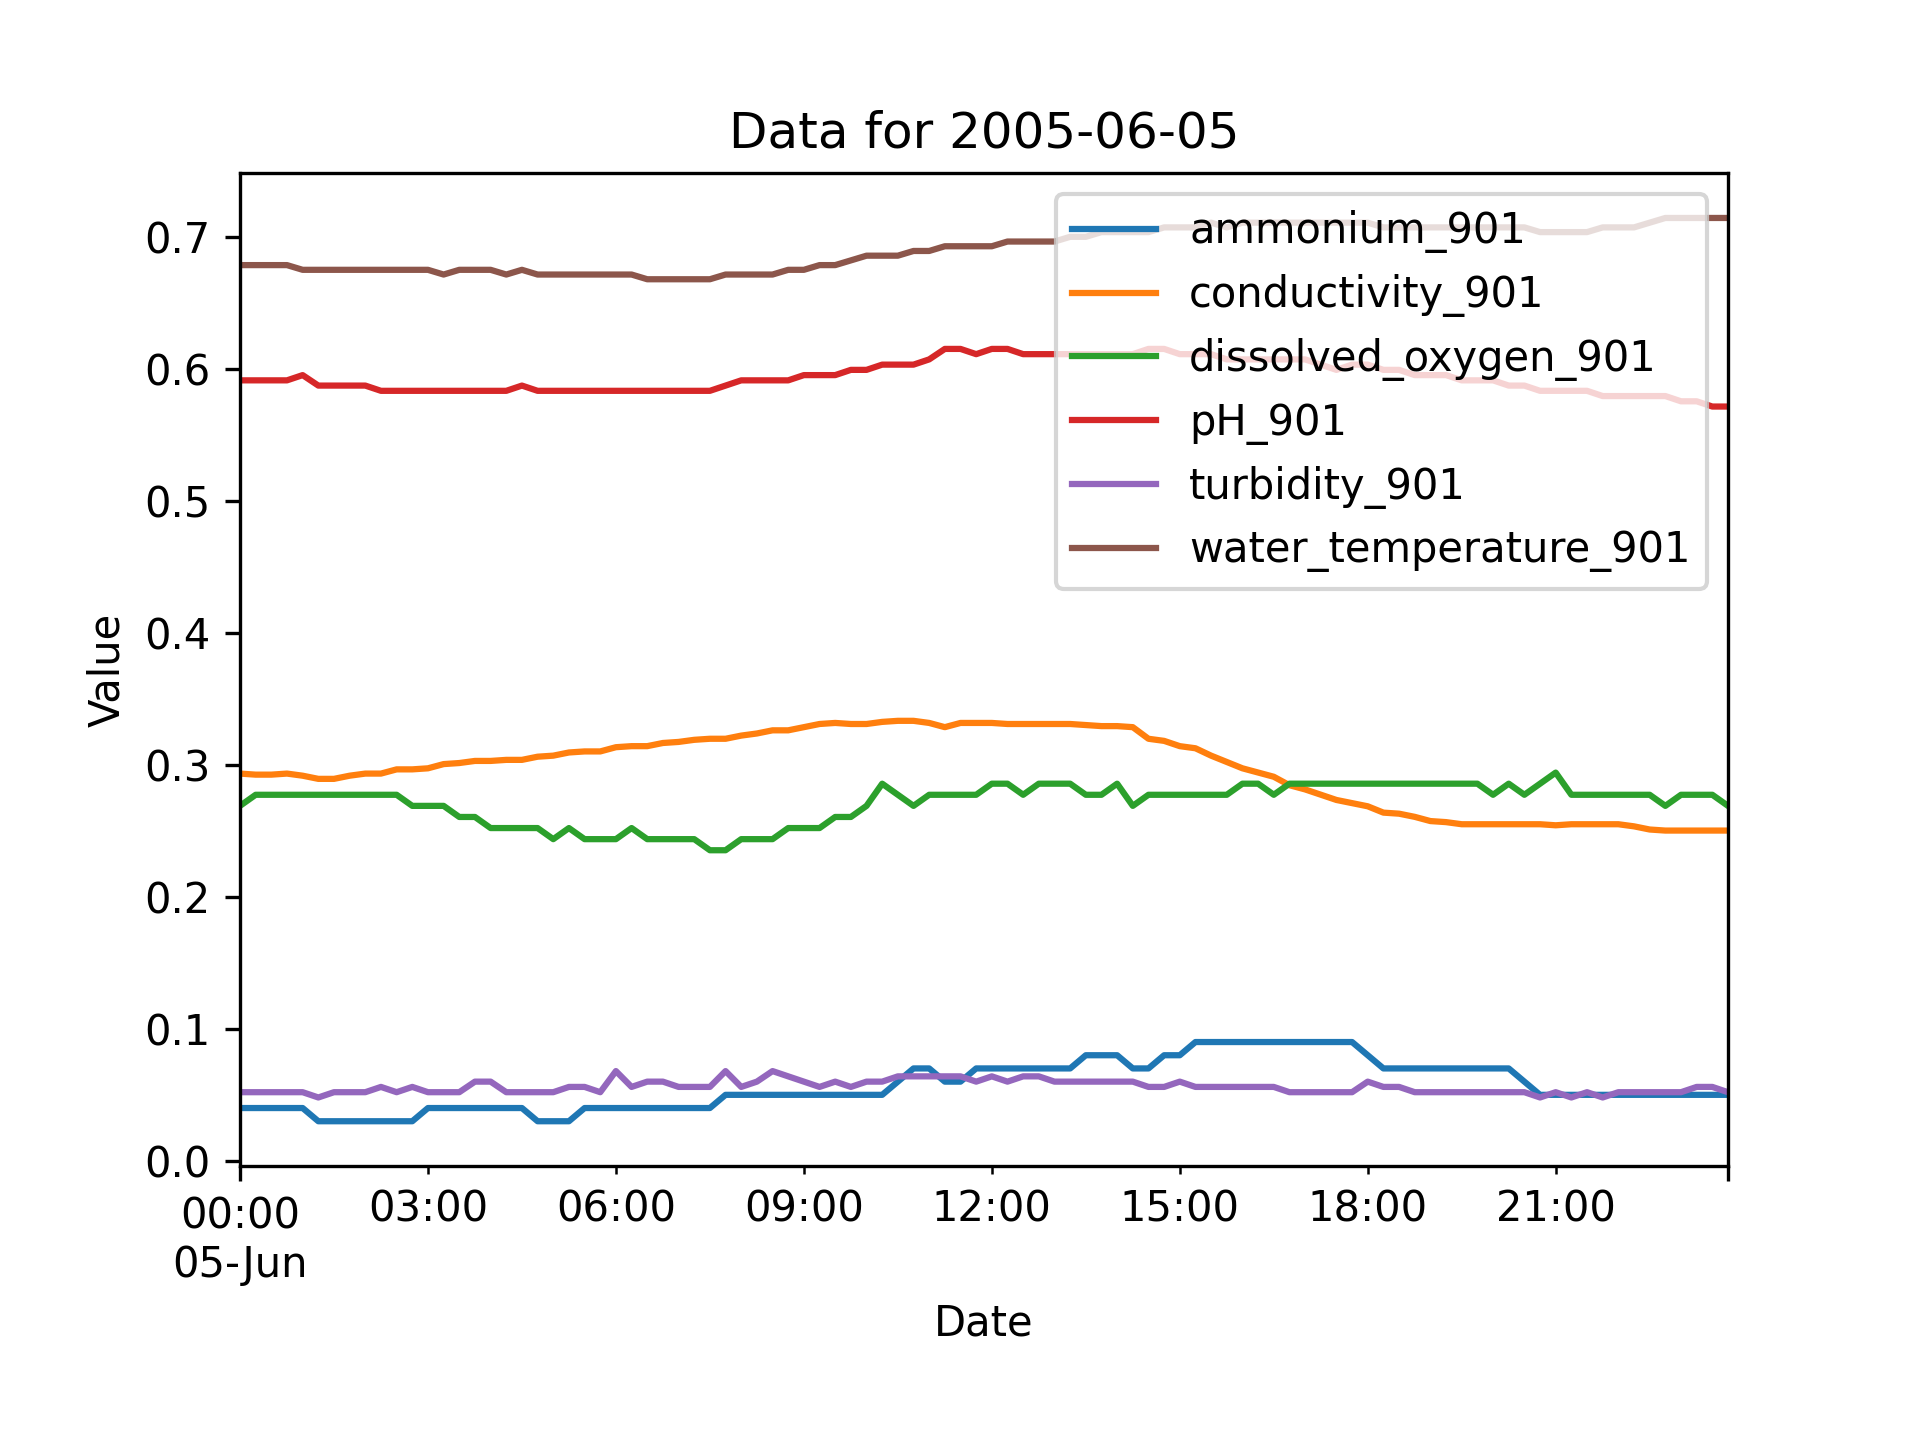 Data for 2005-06-05
ammonium_901
conductivity_901
dissolved_oxygen_901
pH_901
turbidity_901
water_temperature_901
Value
0.7
0.6
0.5
0.4
0.3
0.2
0.1
0.0
00:00 03:00 06:00 09:00 12:00 15:00 18:00 21:00
05-Jun
Date